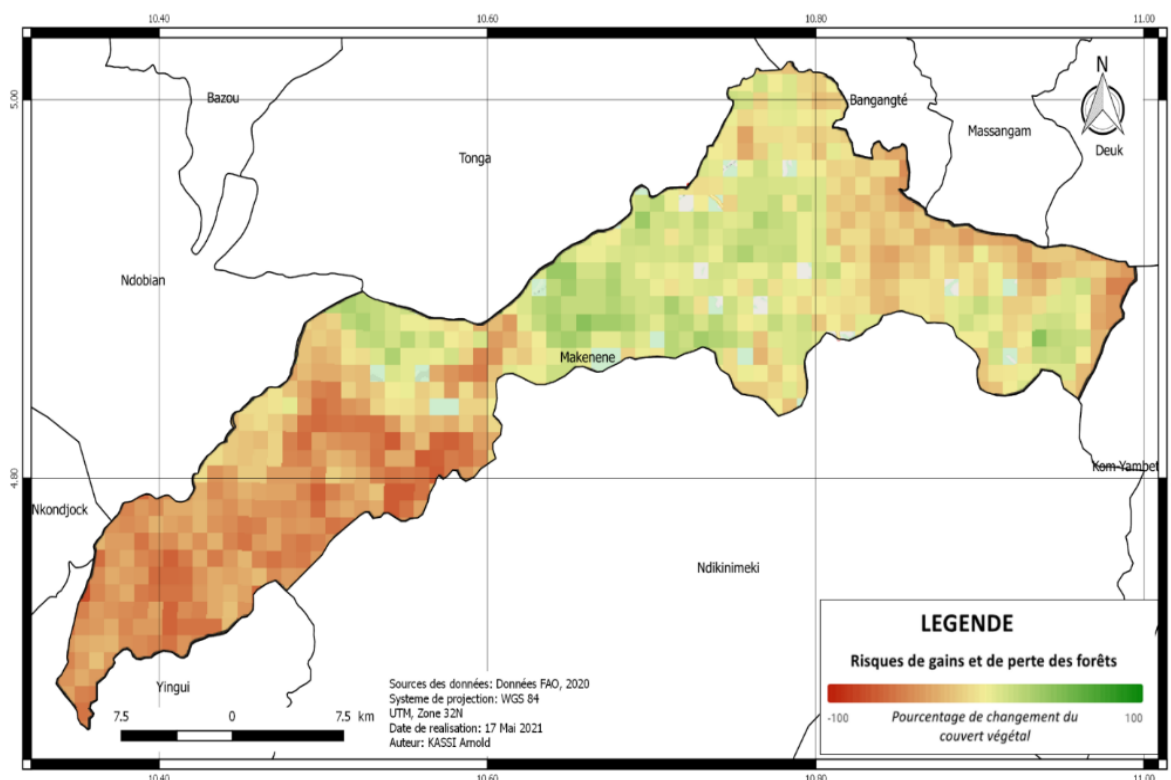 10.40 10.60 10.80 11.00
N
5.00
Bazou
Bangangté
Massangam
Deuk
Tonga
Ndobian
Makenene
4.80
Kom-Yambet
Nkondjock
Ndikinimeki
Yingui
7.5 0 7.5 km
Sources des données: Données FAO, 2020
Systeme de projection: WGS 84
UTM, Zone 32N
Date de realisation: 17 Mai 2021
Auteur: KASSI Arnold
LEGENDE
Risques de gains et de perte des forêts
-100 100
Pourcentage de changement du
couvert végétal
10.40 10.60 10.80 11.00